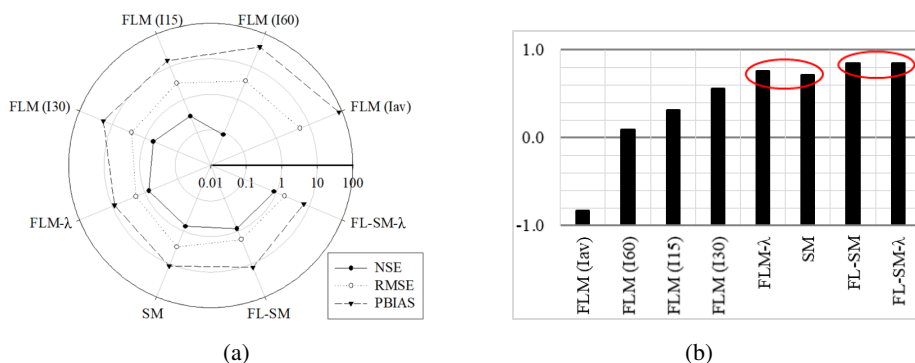 FLM (I15)
FLM (I60)
FLM (I30)
FLM (Iav)
0.01 0.1 1 10 100
FLM-λ
FL-SM-λ
SM
FL-SM
NSE
RMSE
PBIAS
(a)
1.0
0.0
-1.0
FLM (Iav)
FLM (I60)
FLM (I15)
FLM (I30)
FLM-λ
SM
FL-SM
FL-SM-λ
(b)